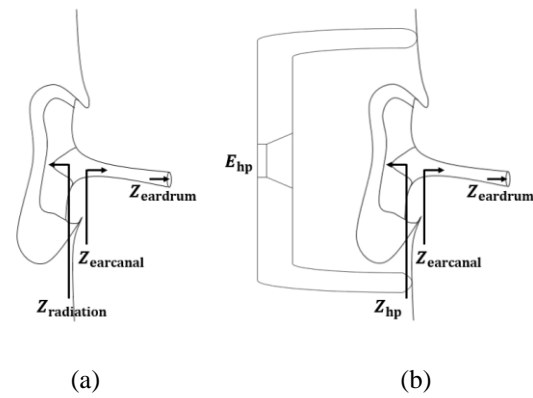 Z_eardrum
Z_earcanal
Z_radiation
(a)
E_hp
Z_eardrum
Z_earcanal
Z_hp
(b)